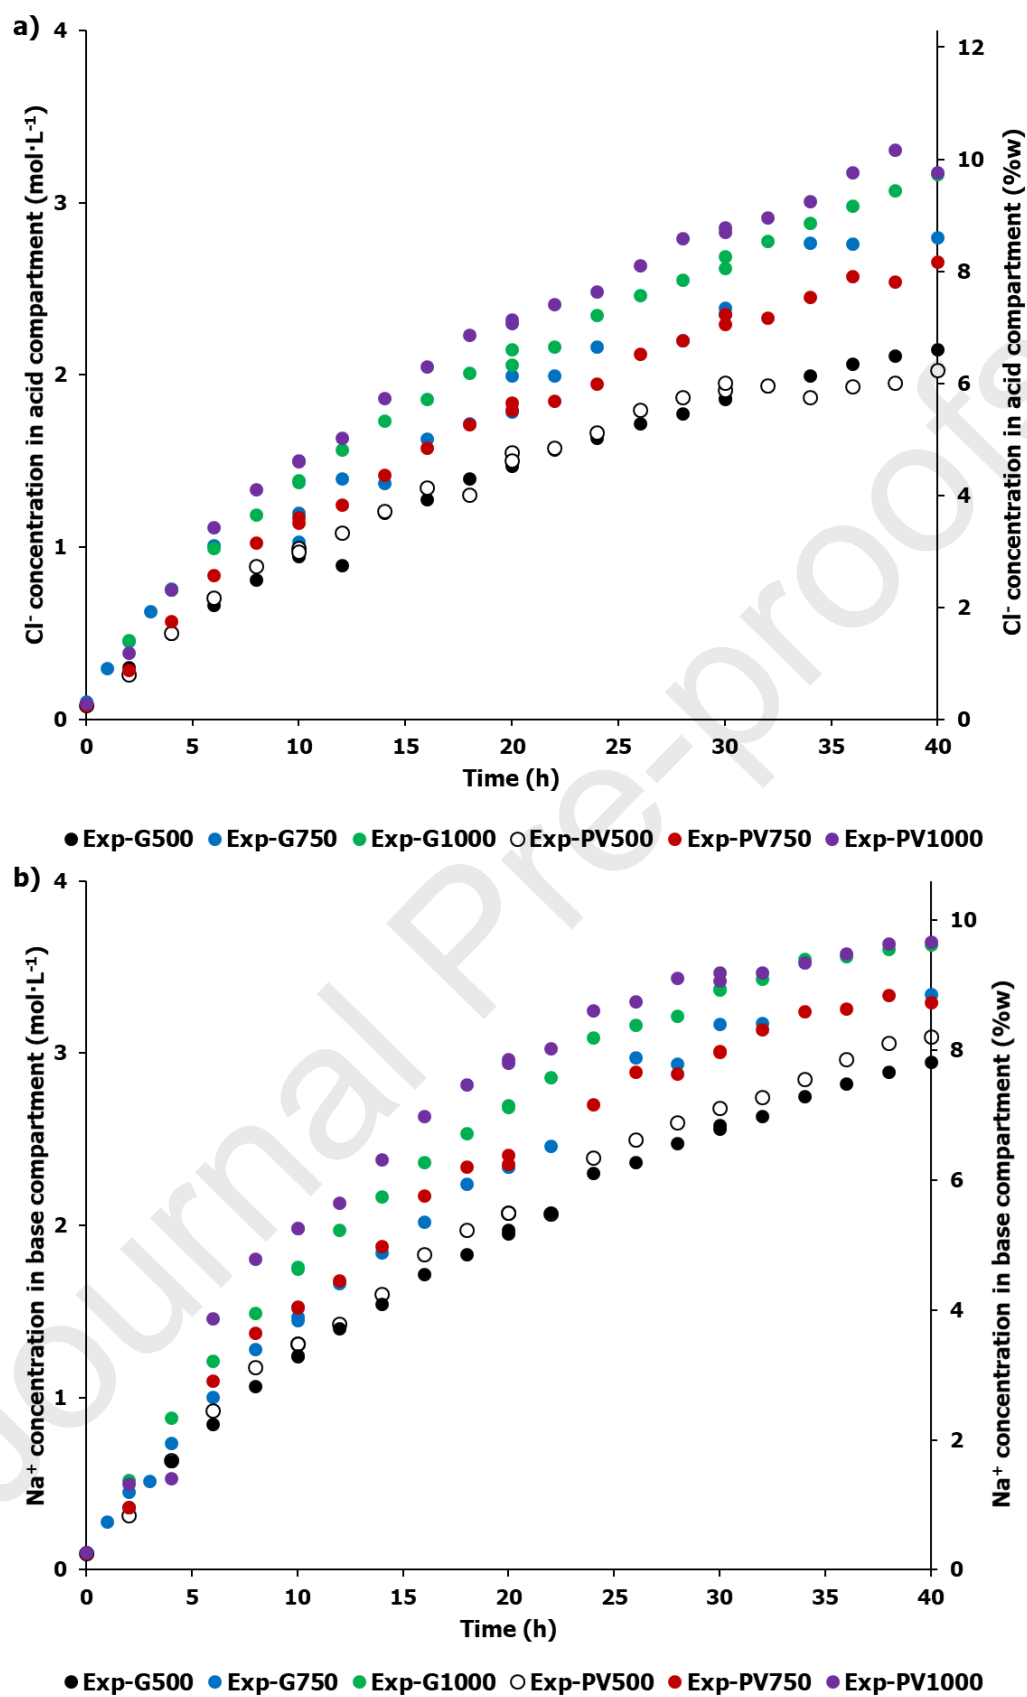 a)
4
3
2
1
0
Cl⁻ concentration in acid compartment (mol·L⁻¹)
12
10
8
6
4
2
0
Cl⁻ concentration in acid compartment (%w)
0 5 10 15 20 25 30 35 40
Time (h)
Exp-G500 Exp-G750 Exp-G1000 Exp-PV500 Exp-PV750 Exp-PV1000
b)
4
3
2
1
0
Na⁺ concentration in base compartment (mol·L⁻¹)
10
8
6
4
2
0
Na⁺ concentration in base compartment (%w)
0 5 10 15 20 25 30 35 40
Time (h)
Exp-G500 Exp-G750 Exp-G1000 Exp-PV500 Exp-PV750 Exp-PV1000
Journal Pre-proofs